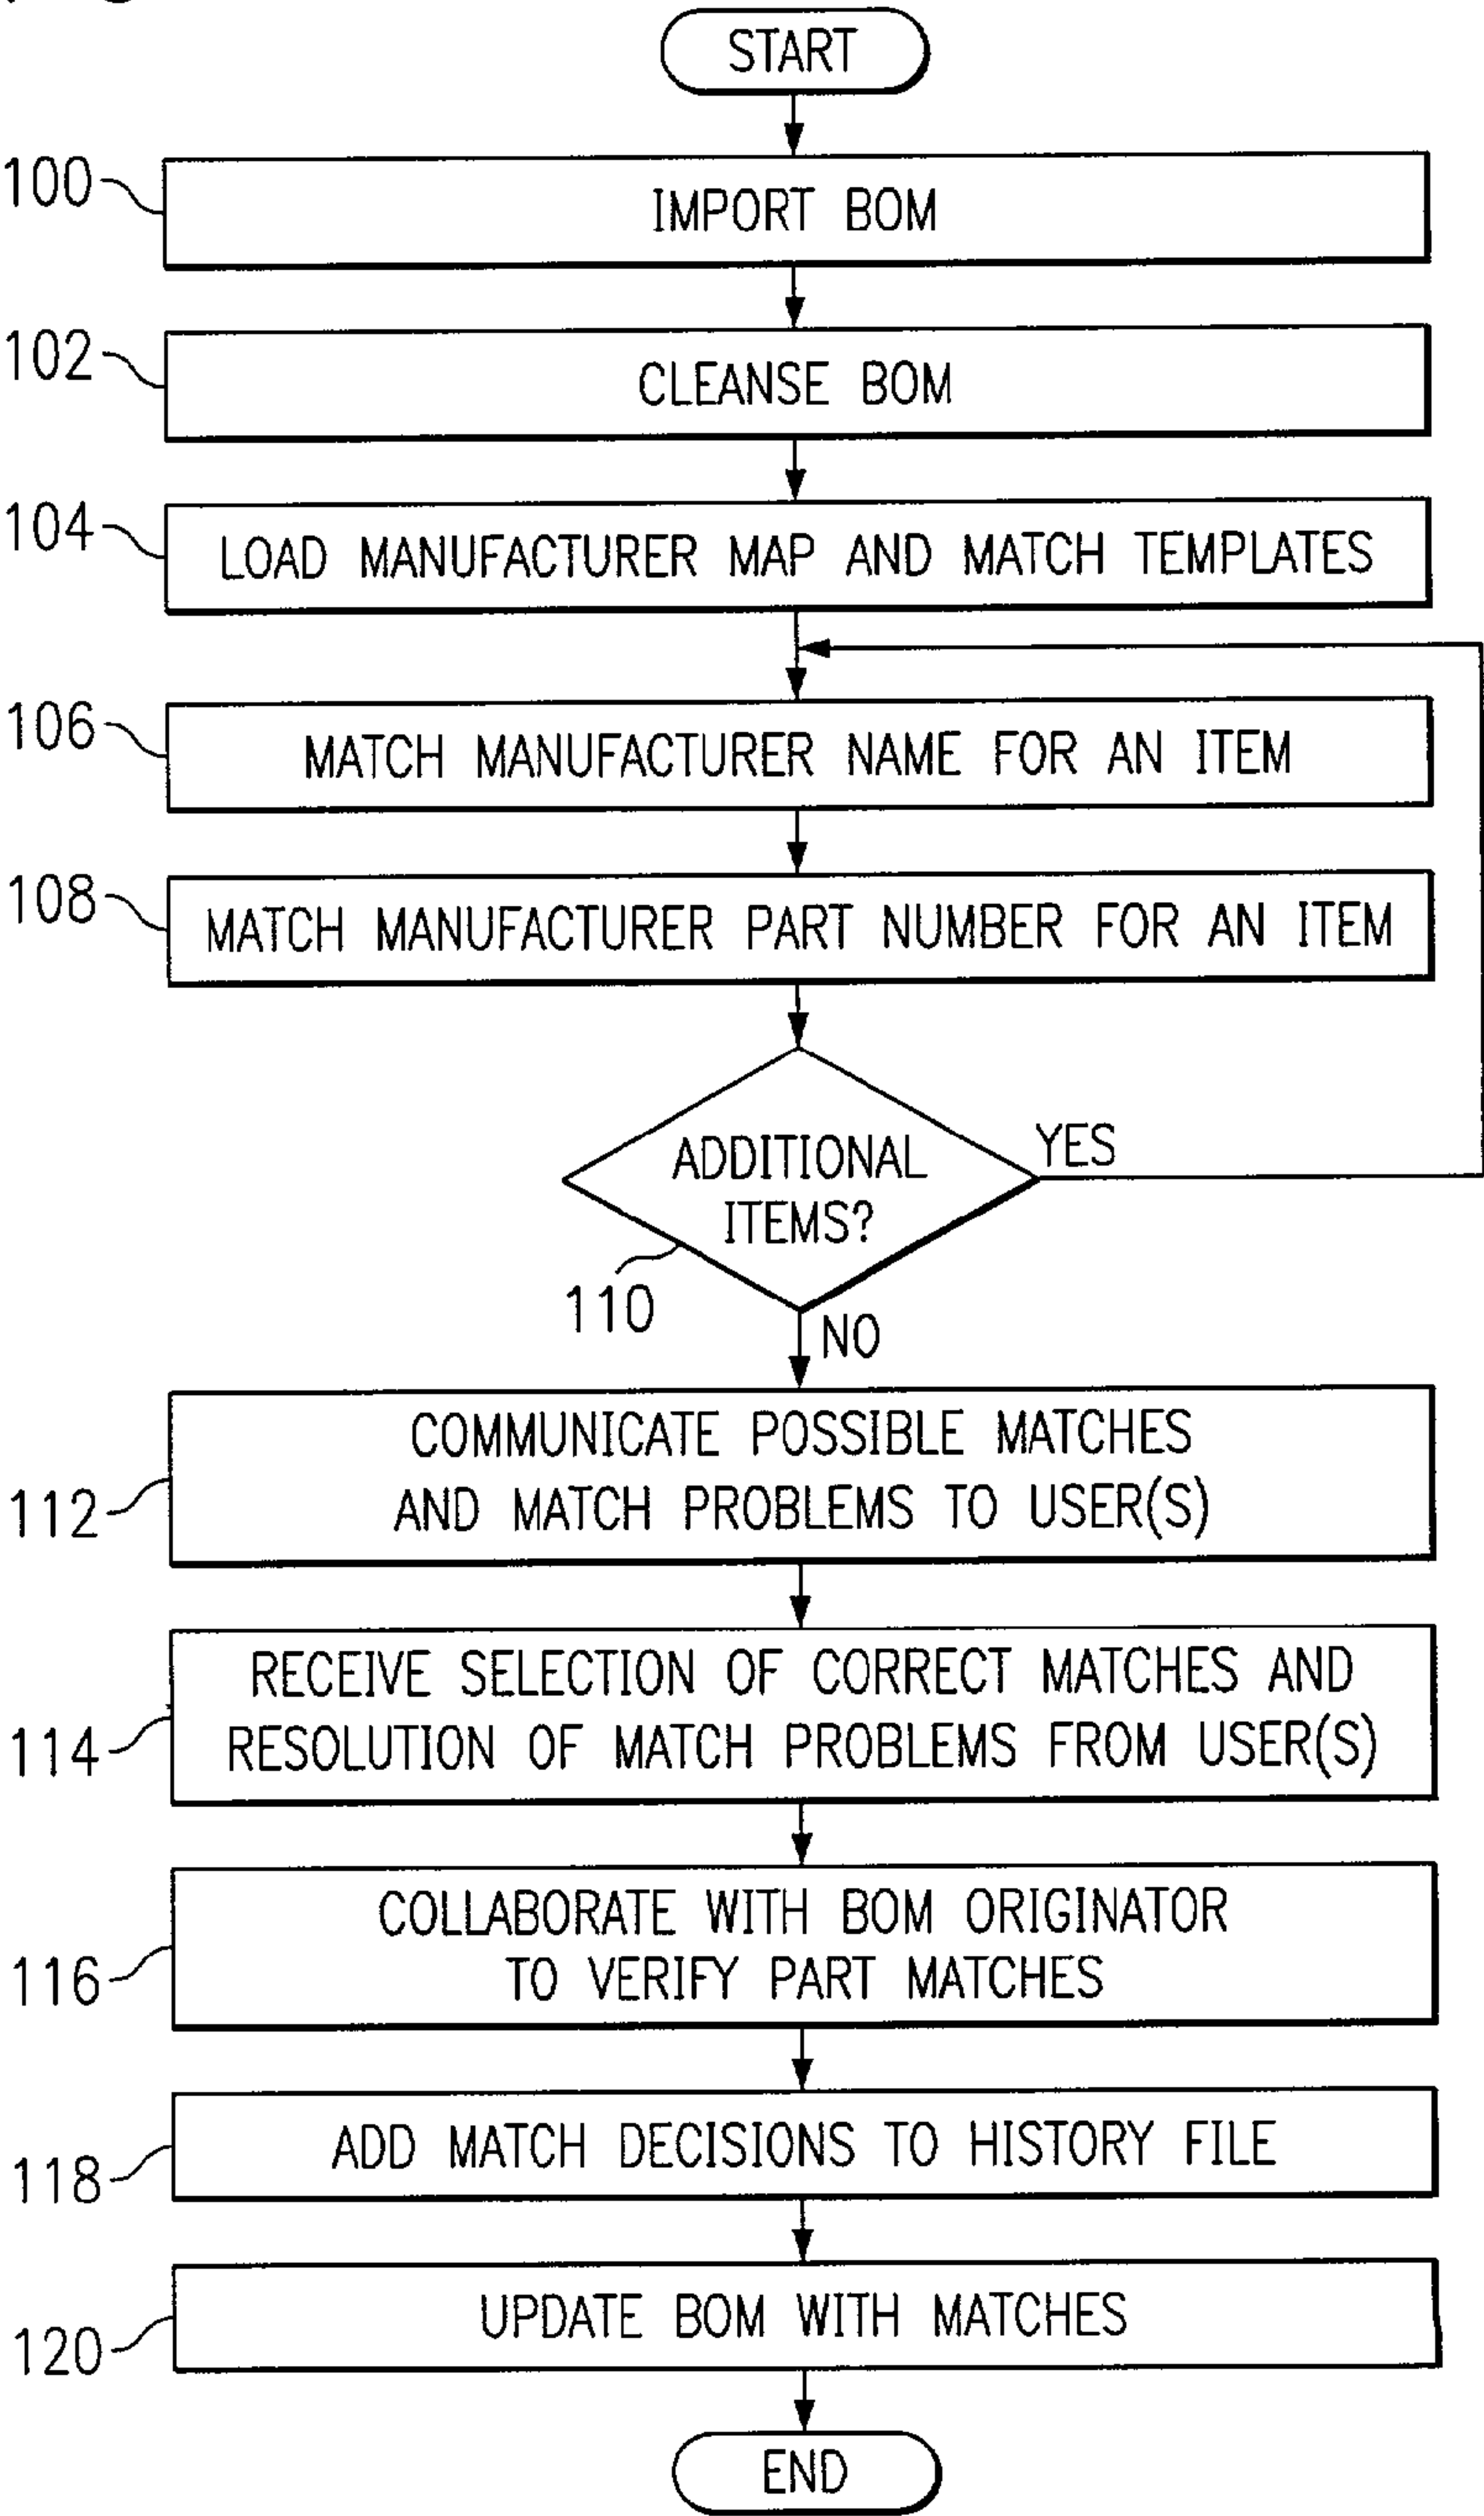 START
100
IMPORT BOM
102
CLEANSE BOM
104
LOAD MANUFACTURER MAP AND MATCH TEMPLATES
106
MATCH MANUFACTURER NAME FOR AN ITEM
108
MATCH MANUFACTURER PART NUMBER FOR AN ITEM
ADDITIONAL
ITEMS?
YES
110
NO
112
COMMUNICATE POSSIBLE MATCHES
AND MATCH PROBLEMS TO USER(S)
114
RECEIVE SELECTION OF CORRECT MATCHES AND
RESOLUTION OF MATCH PROBLEMS FROM USER(S)
116
COLLABORATE WITH BOM ORIGINATOR
TO VERIFY PART MATCHES
118
ADD MATCH DECISIONS TO HISTORY FILE
120
UPDATE BOM WITH MATCHES
END